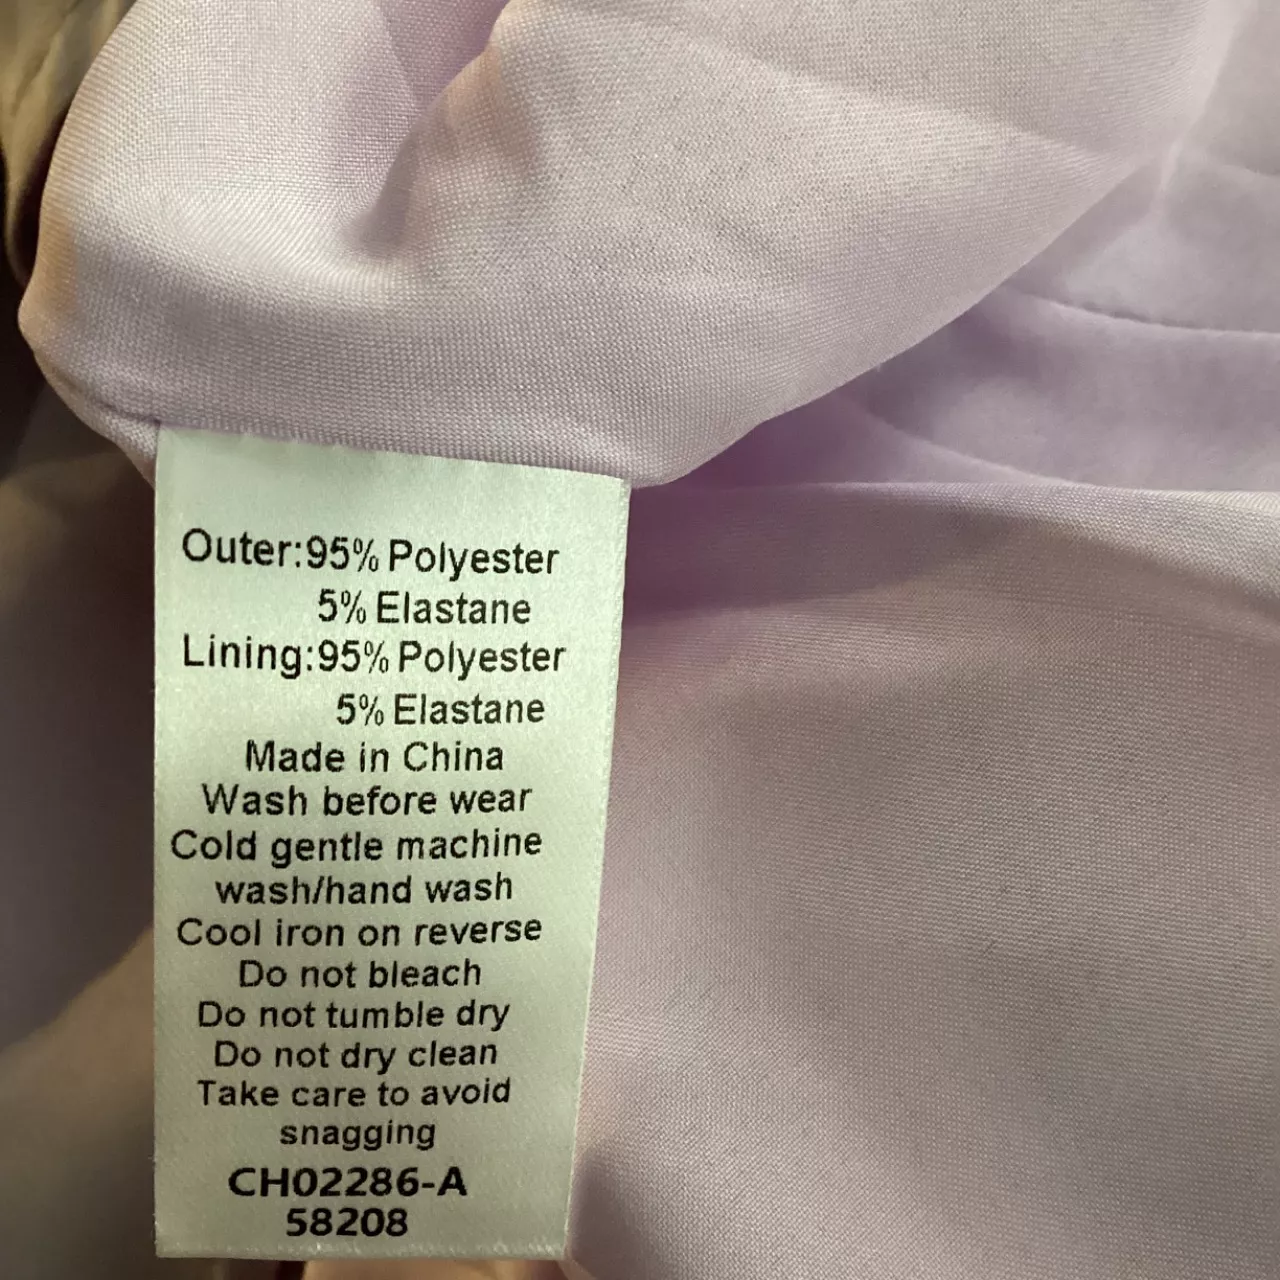 Outer:95% Polyester
5% Elastane
Lining:95% Polyester
5% Elastane
Made in China
Wash before wear
Cold gentle machine
wash/hand wash
Cool iron on reverse
Do not bleach
Do not tumble dry
Do not dry clean
Take care to avoid
snagging
CH02286-A
58208